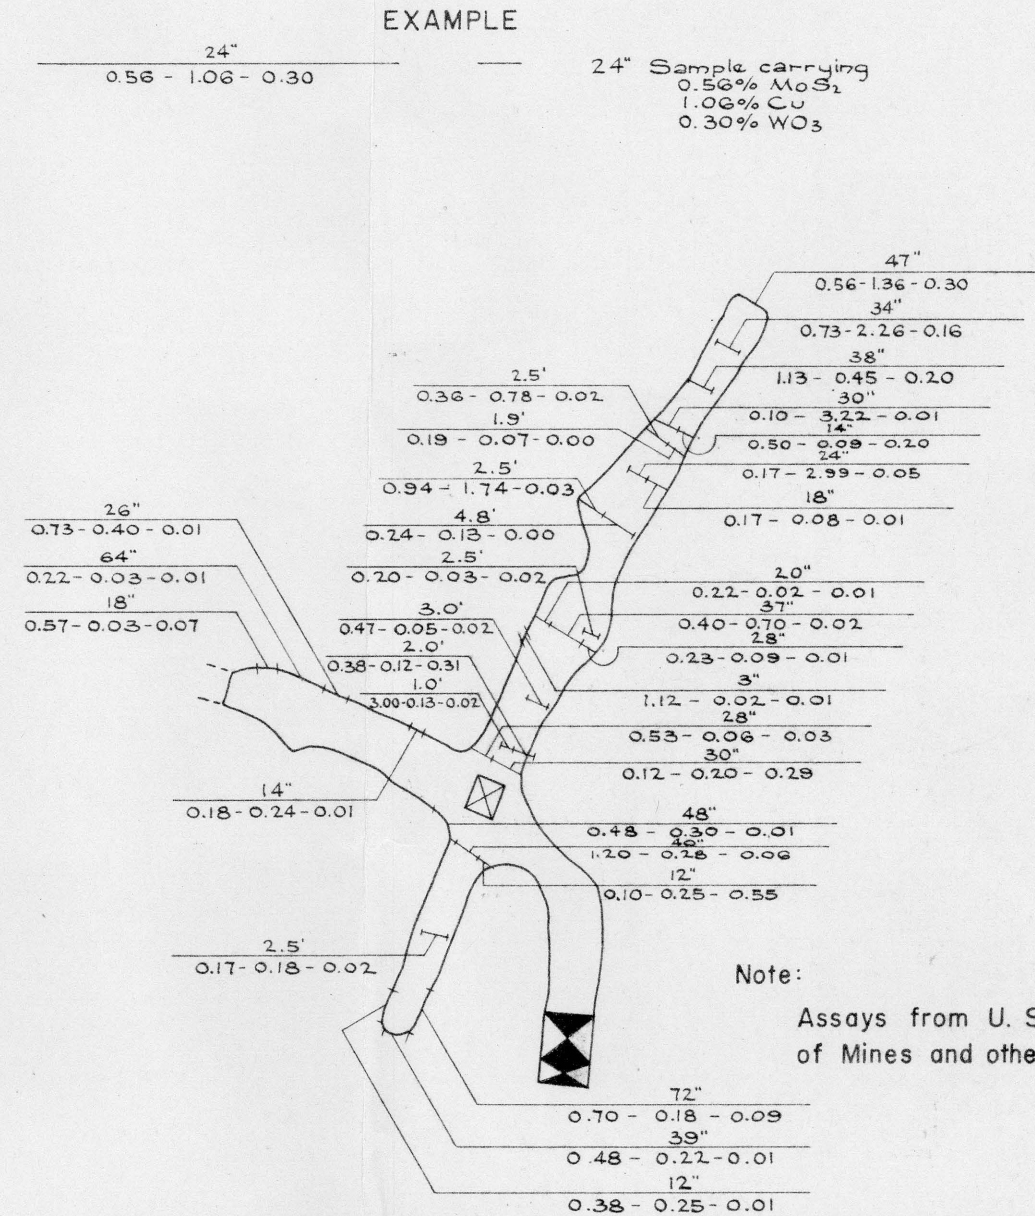 EXAMPLE
24"
0.56 - 1.06 - 0.30
24" Sample carrying
0.56% MoS₂
1.06% Cu
0.30% WO₃
47"
0.56-1.36-0.30
34"
0.73-2.26-0.16
38"
1.13 - 0.45 - 0.20
30"
0.10 - 3.22 - 0.01
14"
0.50 - 0.09 - 0.20
24"
0.17 - 2.99 - 0.05
18"
0.17 - 0.08 - 0.01
2.5'
0.36 - 0.78 - 0.02
1.9'
0.19 - 0.07-0.00
2.5'
0.94 - 1.74-0.03
4.8'
0.24 - 0.13 - 0.00
2.5'
0.20 - 0.03 - 0.02
3.0'
0.47-0.05-0.02
2.0'
0.38-0.12-0.31
1.0'
3.00-0.13-0.02
26"
0.73-0.40-0.01
64"
0.22-0.03-0.01
18"
0.57-0.03-0.07
20"
0.22-0.02 - 0.01
37"
0.40 - 0.70 - 0.02
28"
0.23-0.09-0.01
3"
1.12 - 0.02 - 0.01
28"
0.53 - 0.06 - 0.03
30"
0.12 - 0.20 - 0.29
14"
0.18-0.24-0.01
48"
0.48 - 0.30 - 0.01
1.20 - 0.28 - 0.06
12"
0.10-0.25 - 0.55
2.5'
0.17- 0.18 - 0.02
Note:
Assays from U. S
of Mines and othe
72"
0.70 - 0.18 - 0.09
39"
0.48 - 0.22-0.01
12"
0.38 - 0.25 - 0.01